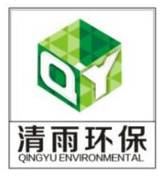 QY
清雨环保
QINGYU ENVIRONMENTAL